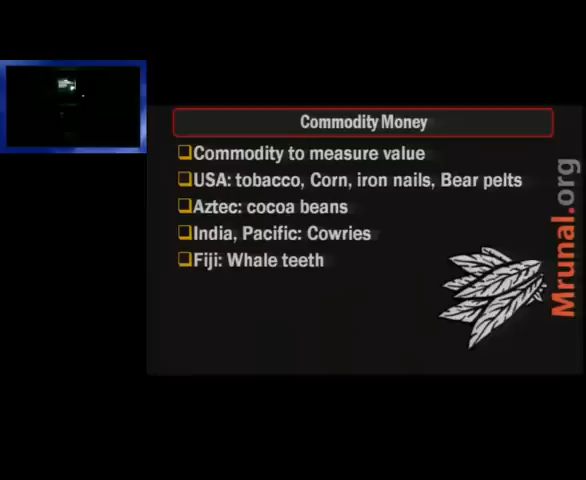 Commodity Money
Commodity to measure value
USA: tobacco, Corn, iron nails, Bear pelts
Aztec: cocoa beans
India, Pacific: Cowries
Fiji: Whale teeth
Mrunal.org